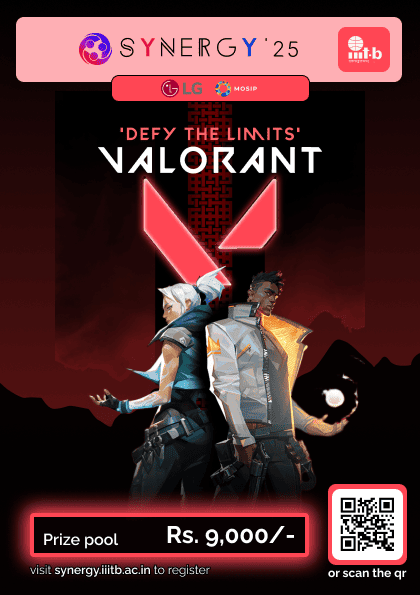 SYNERGY'25
iiit-b
LG
MOSIP
'DEFY THE LIMITS'
VALORANT
Prize pool Rs. 9,000/-
visit synergy.iiitb.ac.in to register
or scan the qr